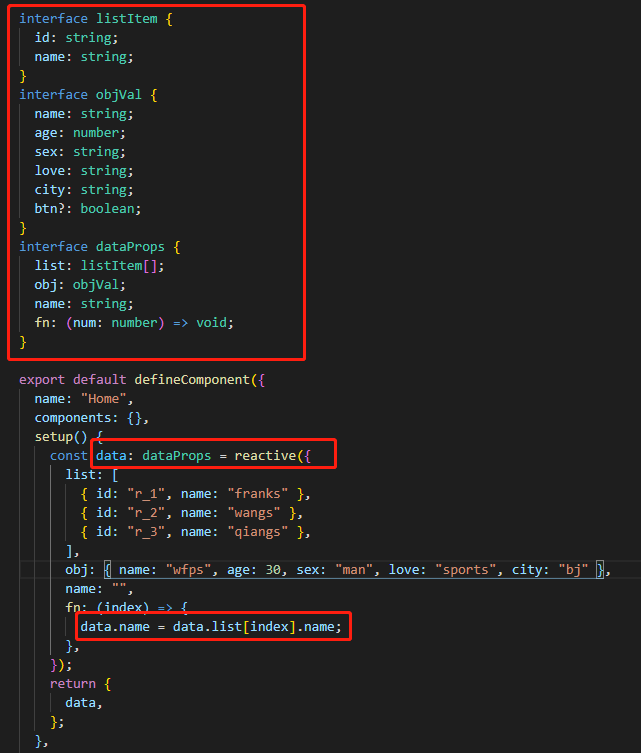 interface listItem {
  id: string;
  name: string;
}
interface objVal {
  name: string;
  age: number;
  sex: string;
  love: string;
  city: string;
  btn?: boolean;
}
interface dataProps {
  list: listItem[];
  obj: objVal;
  name: string;
  fn: (num: number) => void;
}
export default defineComponent({
  name: "Home",
  components: {},
  setup() {
    const data: dataProps = reactive({
      list: [
        { id: "r_1", name: "franks" },
        { id: "r_2", name: "wangs" },
        { id: "r_3", name: "qiangs" },
      ],
      obj: { name: "wfps", age: 30, sex: "man", love: "sports", city: "bj" },
      name: "",
      fn: (index) => {
        data.name = data.list[index].name;
      },
    });
    return {
      data,
    };
  },